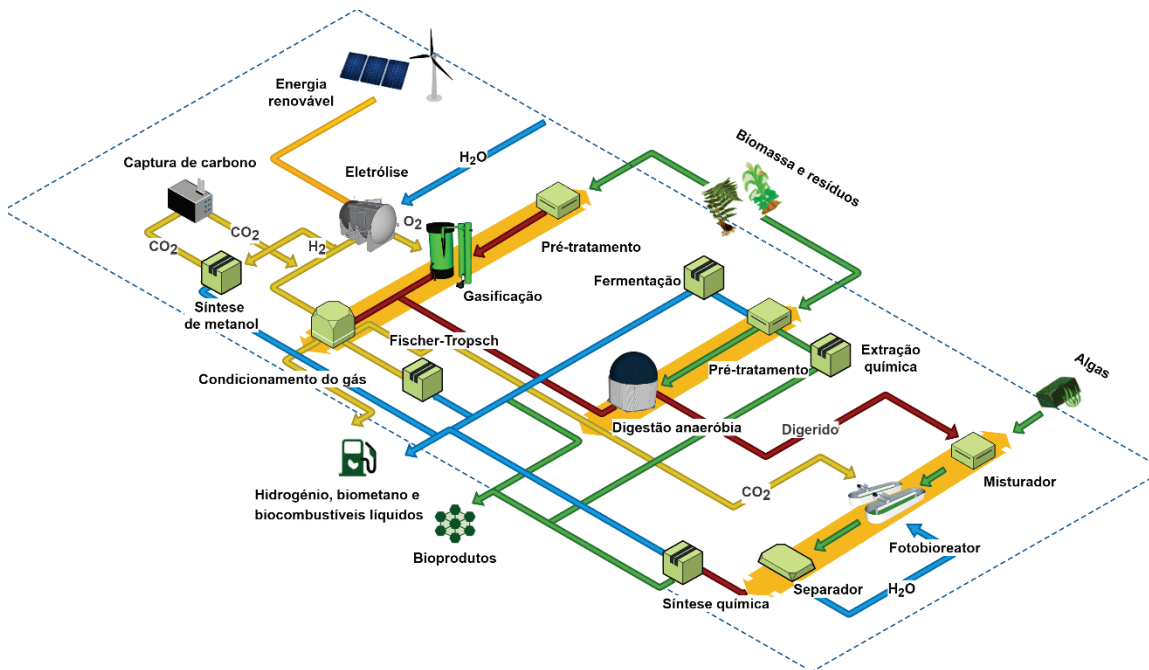 Energia
renovável
H2O
Captura de carbono
Eletrólise
Biomassa e resíduos
O2
CO2
CO2
H2
Pré-tratamento
Gasificação
Fermentação
Síntese
de metanol
Fischer-Tropsch
Extração
química
Condicionamento do gás
Pré-tratamento
Algas
Digestão anaeróbia
Digerido
Misturador
CO2
Hidrogénio, biometano e
biocombustíveis líquidos
Bioprodutos
Fotobioreator
Síntese química
Separador
H2O